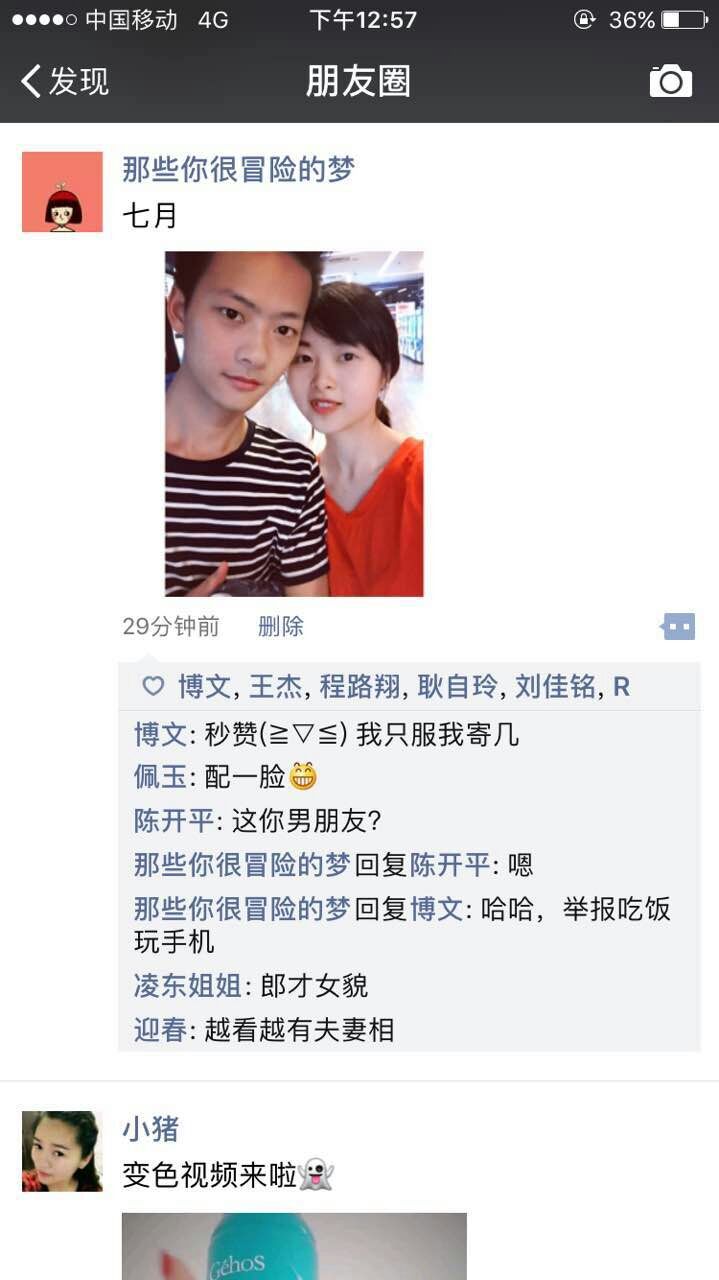 中国移动 4G 下午12:57 36%
发现 朋友圈
那些你很冒险的梦
七月
29分钟前 删除
博文, 王杰, 程路翔, 耿自玲, 刘佳铭, R
博文: 秒赞(≧▽≦) 我只服我寄几
佩玉: 配一脸😁
陈开平: 这你男朋友?
那些你很冒险的梦回复陈开平: 嗯
那些你很冒险的梦回复博文: 哈哈，举报吃饭
玩手机
凌东姐姐: 郎才女貌
迎春: 越看越有夫妻相
小猪
变色视频来啦👻
Gehos